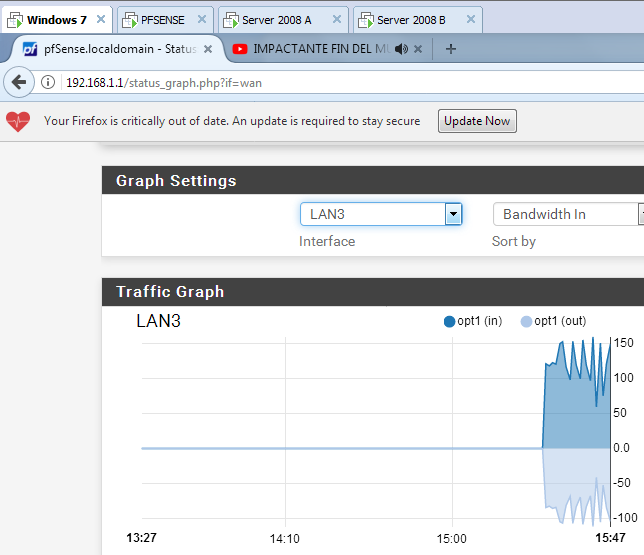 Windows 7 PFSENSE Server 2008 A Server 2008 B
pf pfSense.localdomain - Status IMPACTANTE FIN DEL MU
192.168.1.1/status_graph.php?if=wan
Your Firefox is critically out of date. An update is required to stay secure Update Now
Graph Settings
LAN3 Bandwidth In
Interface Sort by
Traffic Graph
LAN3 opt1 (in) opt1 (out)
150
100
50
0.0
-50
-100
13:27 14:10 15:00 15:47